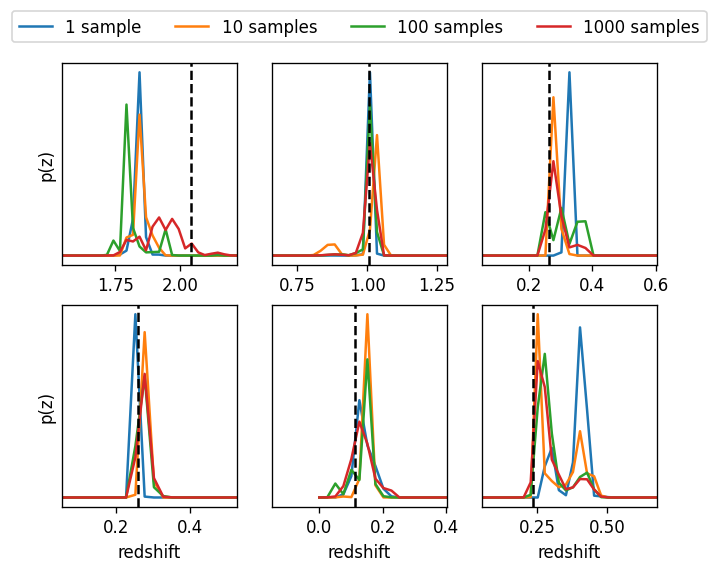 1 sample 10 samples 100 samples 1000 samples
p(z)
1.75 2.00
0.75 1.00 1.25
0.2 0.4 0.6
p(z)
0.2 0.4
0.0 0.2 0.4
0.25 0.50
redshift redshift redshift